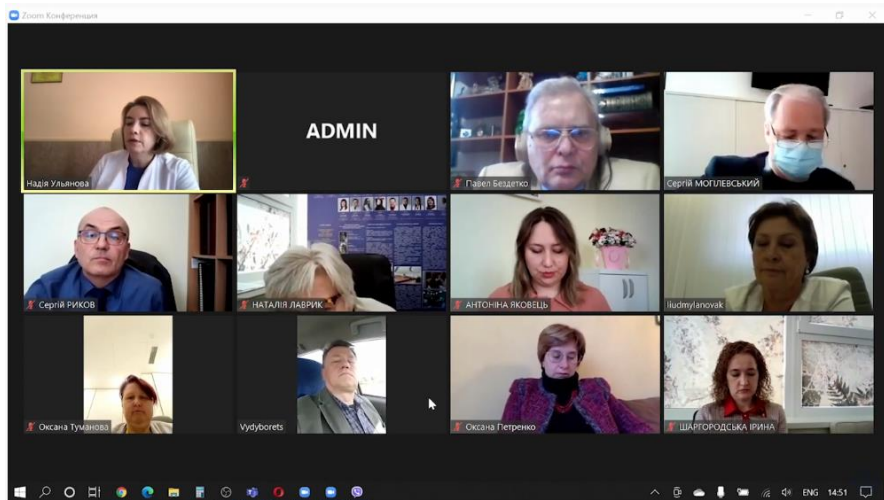 Zoom Конференция
Надія Ульянова
ADMIN
Павел Бездетко
Сергій МОГІЛЕВСЬКИЙ
Сергій РИКОВ
НАТАЛІЯ ЛАВРИК
АНТОНІНА ЯКОВЕЦЬ
liudmylanovak
Оксана Туманова
Vydyborets
Оксана Петренко
ШАРГОРОДСЬКА ІРИНА
ENG 14:51